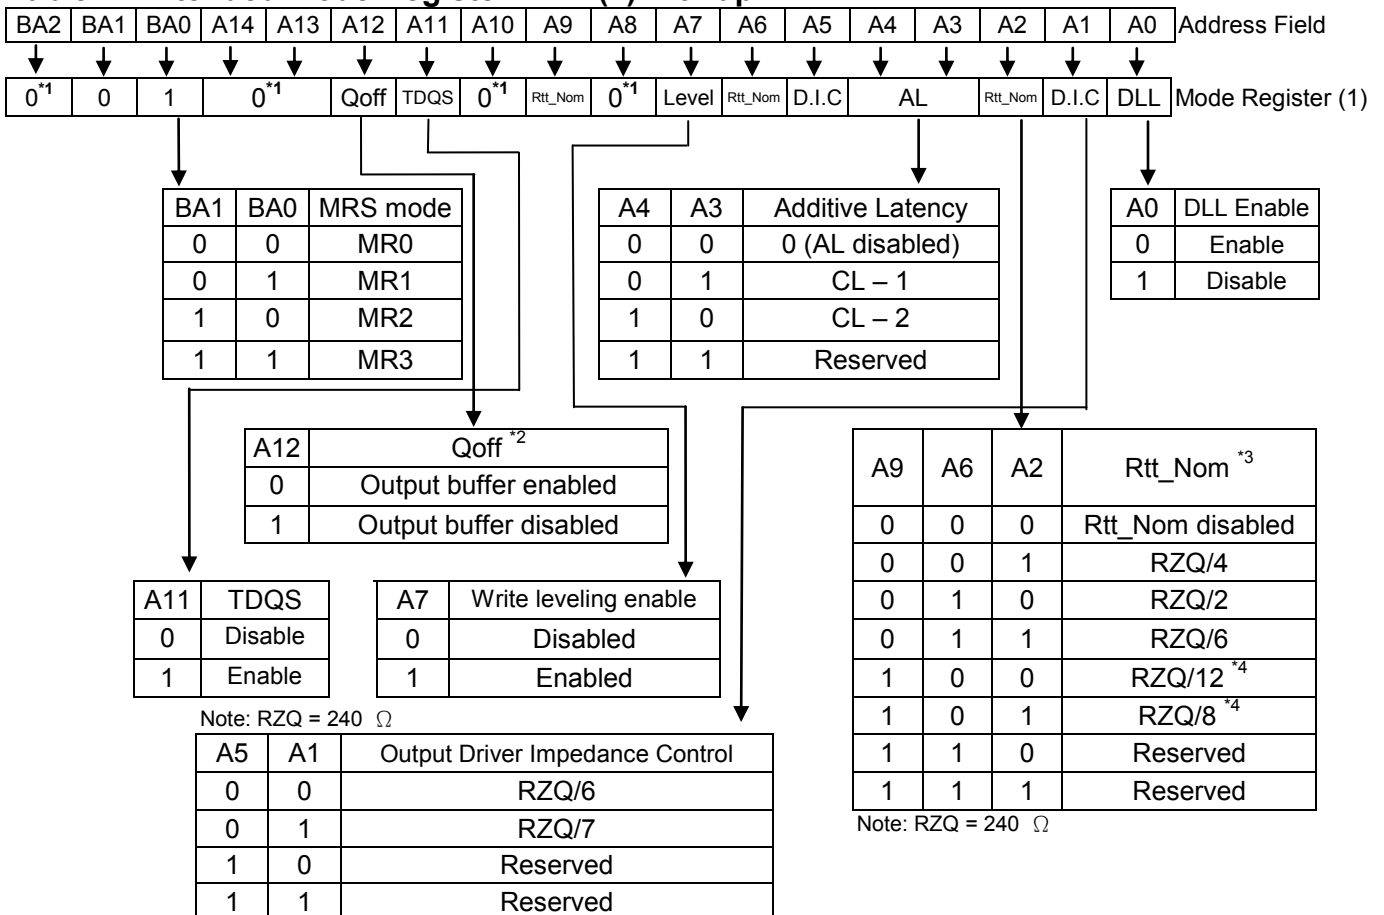 BA2 BA1 BA0 A14 A13 A12 A11 A10 A9 A8 A7 A6 A5 A4 A3 A2 A1 A0 Address Field
0*1 0 1 0*1 Qoff TDQS 0*1 Rtt_Nom 0*1 Level Rtt_Nom D.I.C AL Rtt_Nom D.I.C DLL Mode Register (1)
BA1 BA0 MRS mode
0 0 MR0
0 1 MR1
1 0 MR2
1 1 MR3
A4 A3 Additive Latency
0 0 0 (AL disabled)
0 1 CL – 1
1 0 CL – 2
1 1 Reserved
A0 DLL Enable
0 Enable
1 Disable
A12 Qoff *2
0 Output buffer enabled
1 Output buffer disabled
A9 A6 A2 Rtt_Nom *3
0 0 0 Rtt_Nom disabled
0 0 1 RZQ/4
0 1 0 RZQ/2
0 1 1 RZQ/6
1 0 0 RZQ/12 *4
1 0 1 RZQ/8 *4
1 1 0 Reserved
1 1 1 Reserved
Note: RZQ = 240 Ω
A11 TDQS
0 Disable
1 Enable
A7 Write leveling enable
0 Disabled
1 Enabled
Note: RZQ = 240 Ω
A5 A1 Output Driver Impedance Control
0 0 RZQ/6
0 1 RZQ/7
1 0 Reserved
1 1 Reserved